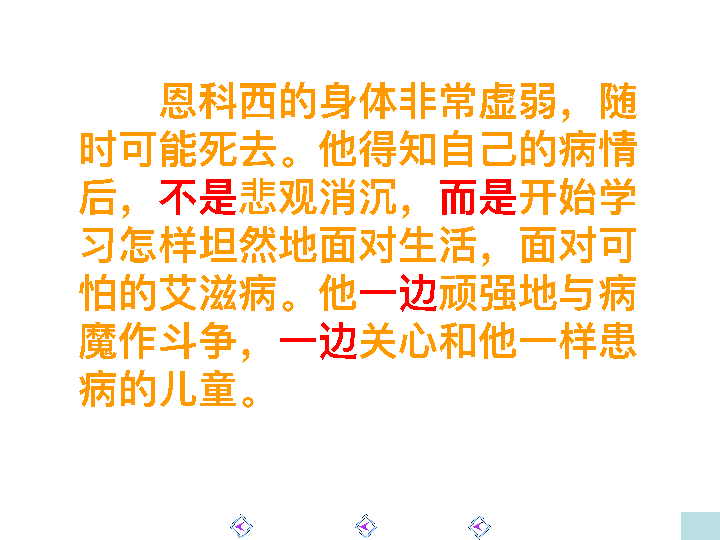 恩科西的身体非常虚弱，随
时可能死去。他得知自己的病情
后，不是悲观消沉，而是开始学
习怎样坦然地面对生活，面对可
怕的艾滋病。他一边顽强地与病
魔作斗争，一边关心和他一样患
病的儿童。